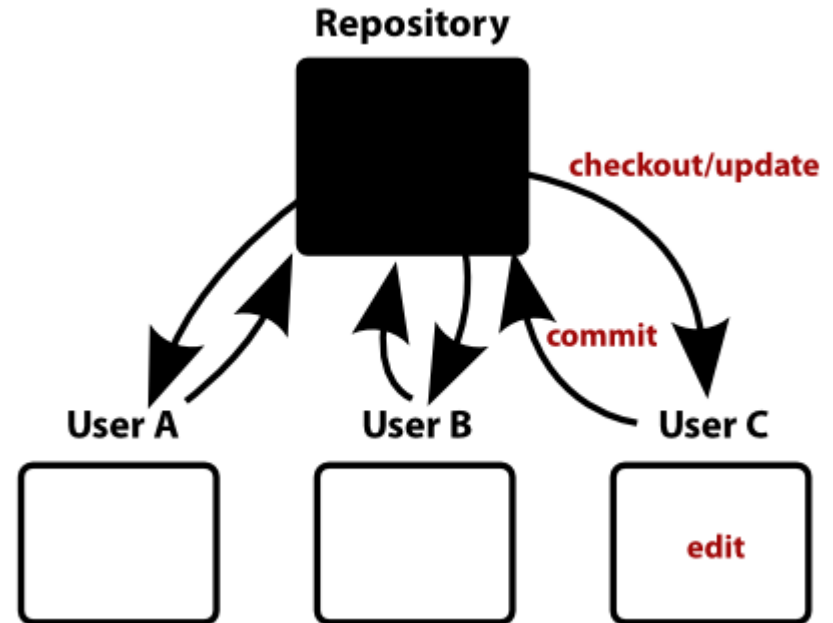 Repository
checkout/update
commit
User A
User B
User C
edit